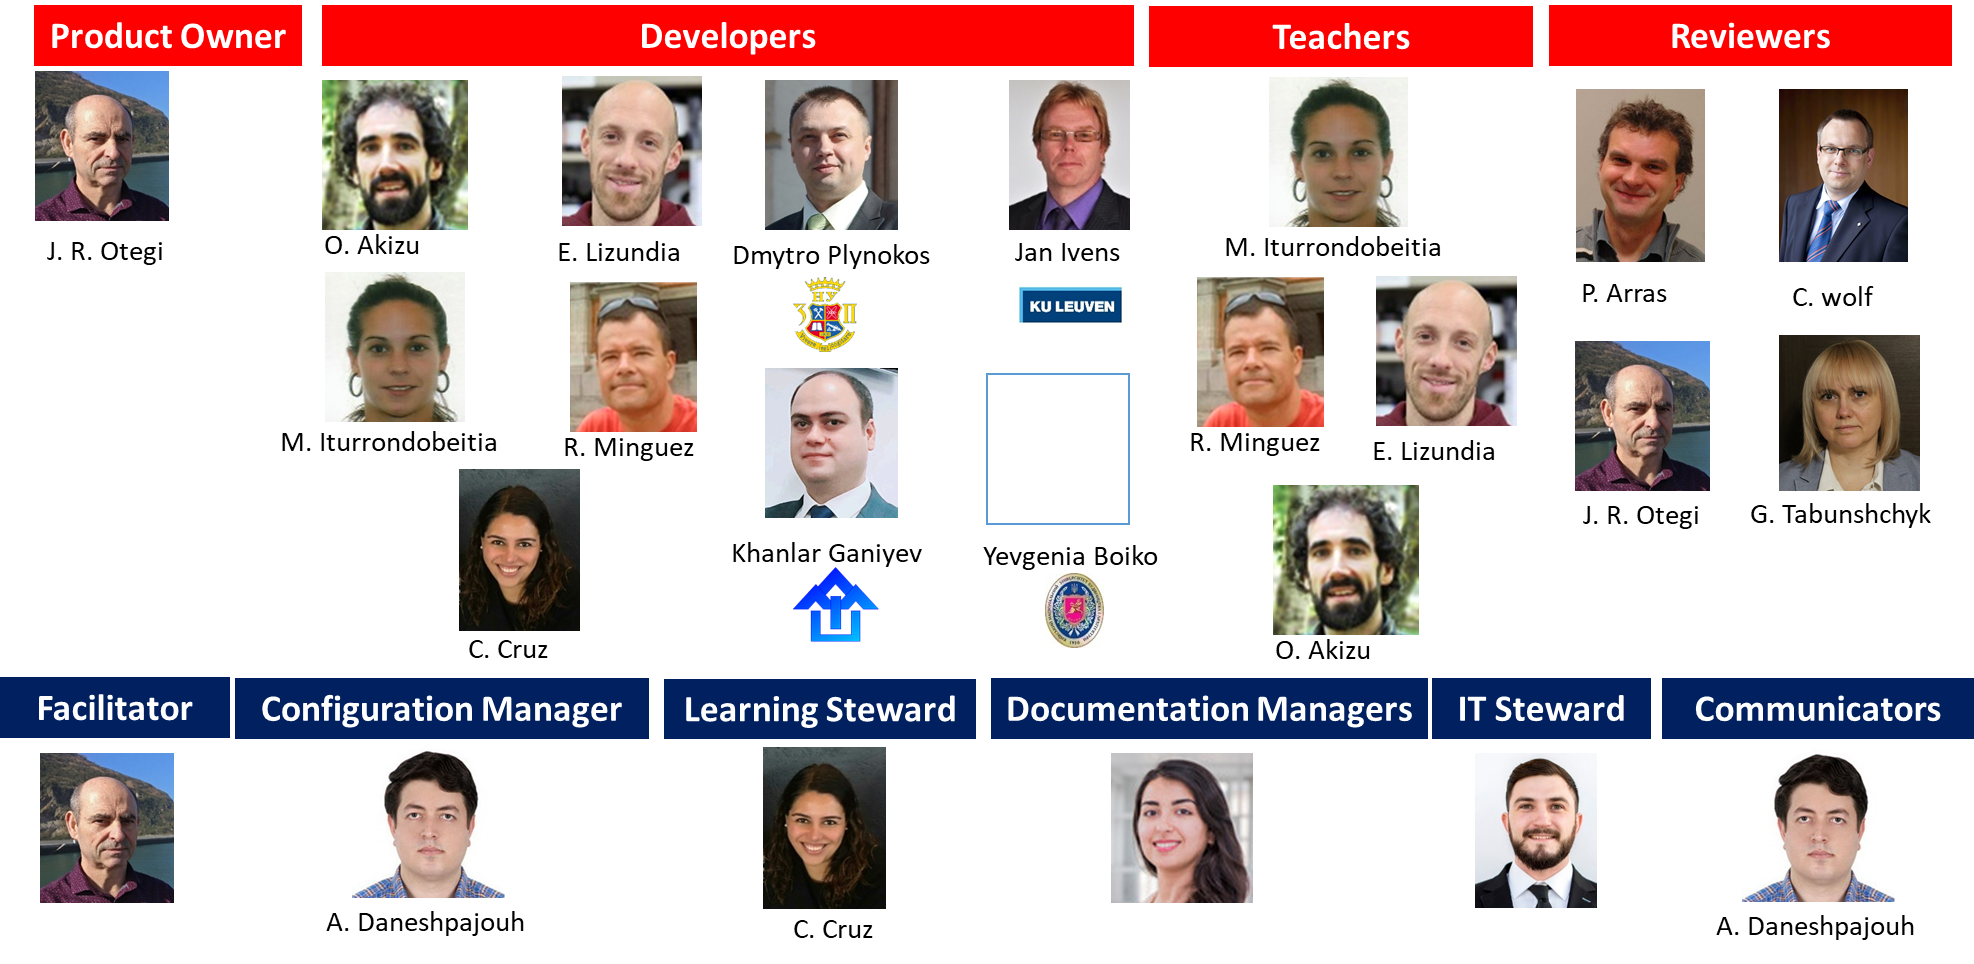 Product Owner
Developers
Teachers
Reviewers
J. R. Otegi
O. Akizu
E. Lizundia
Dmytro Plynokos
Jan Ivens
M. Iturrondobeitia
P. Arras
C. wolf
НУ
З П
KU LEUVEN
M. Iturrondobeitia
R. Minguez
R. Minguez
E. Lizundia
J. R. Otegi
G. Tabunshchyk
Khanlar Ganiyev
Yevgenia Boiko
C. Cruz
O. Akizu
Facilitator
Configuration Manager
Learning Steward
Documentation Managers
IT Steward
Communicators
A. Daneshpajouh
C. Cruz
A. Daneshpajouh